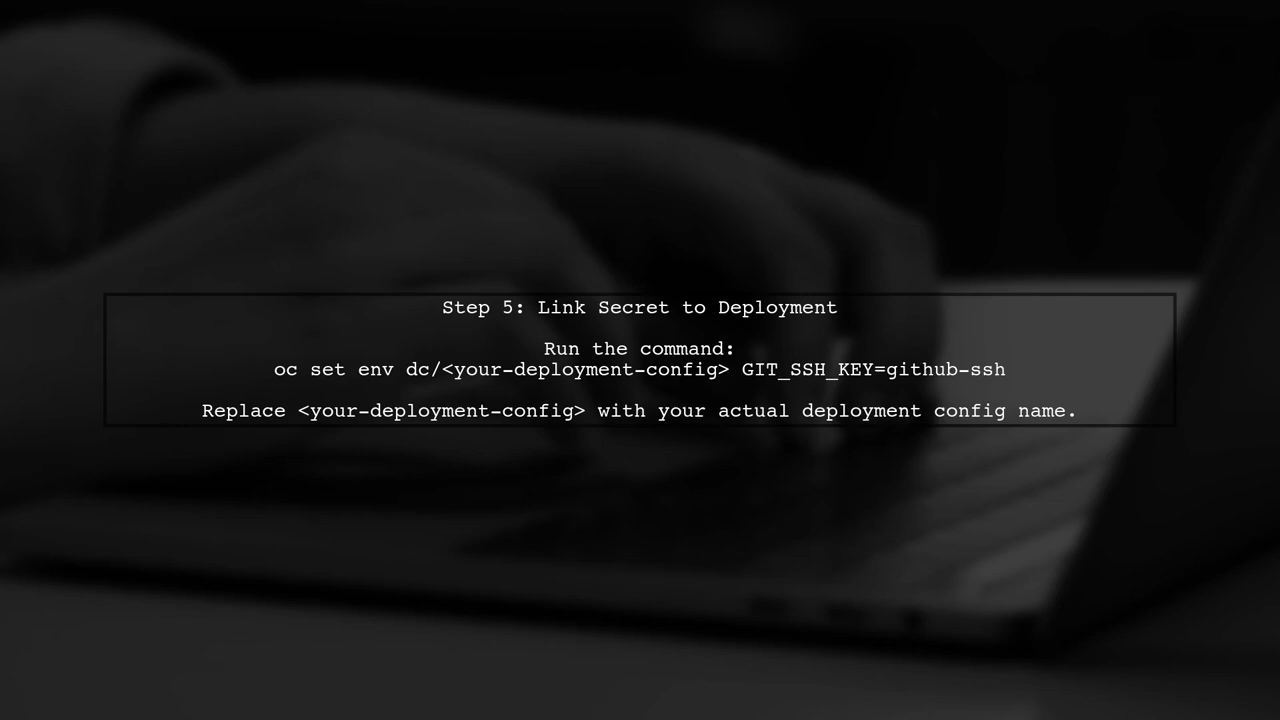 Step 5: Link Secret to Deployment
Run the command:
oc set env dc/<your-deployment-config> GIT_SSH_KEY=github-ssh
Replace <your-deployment-config> with your actual deployment config name.